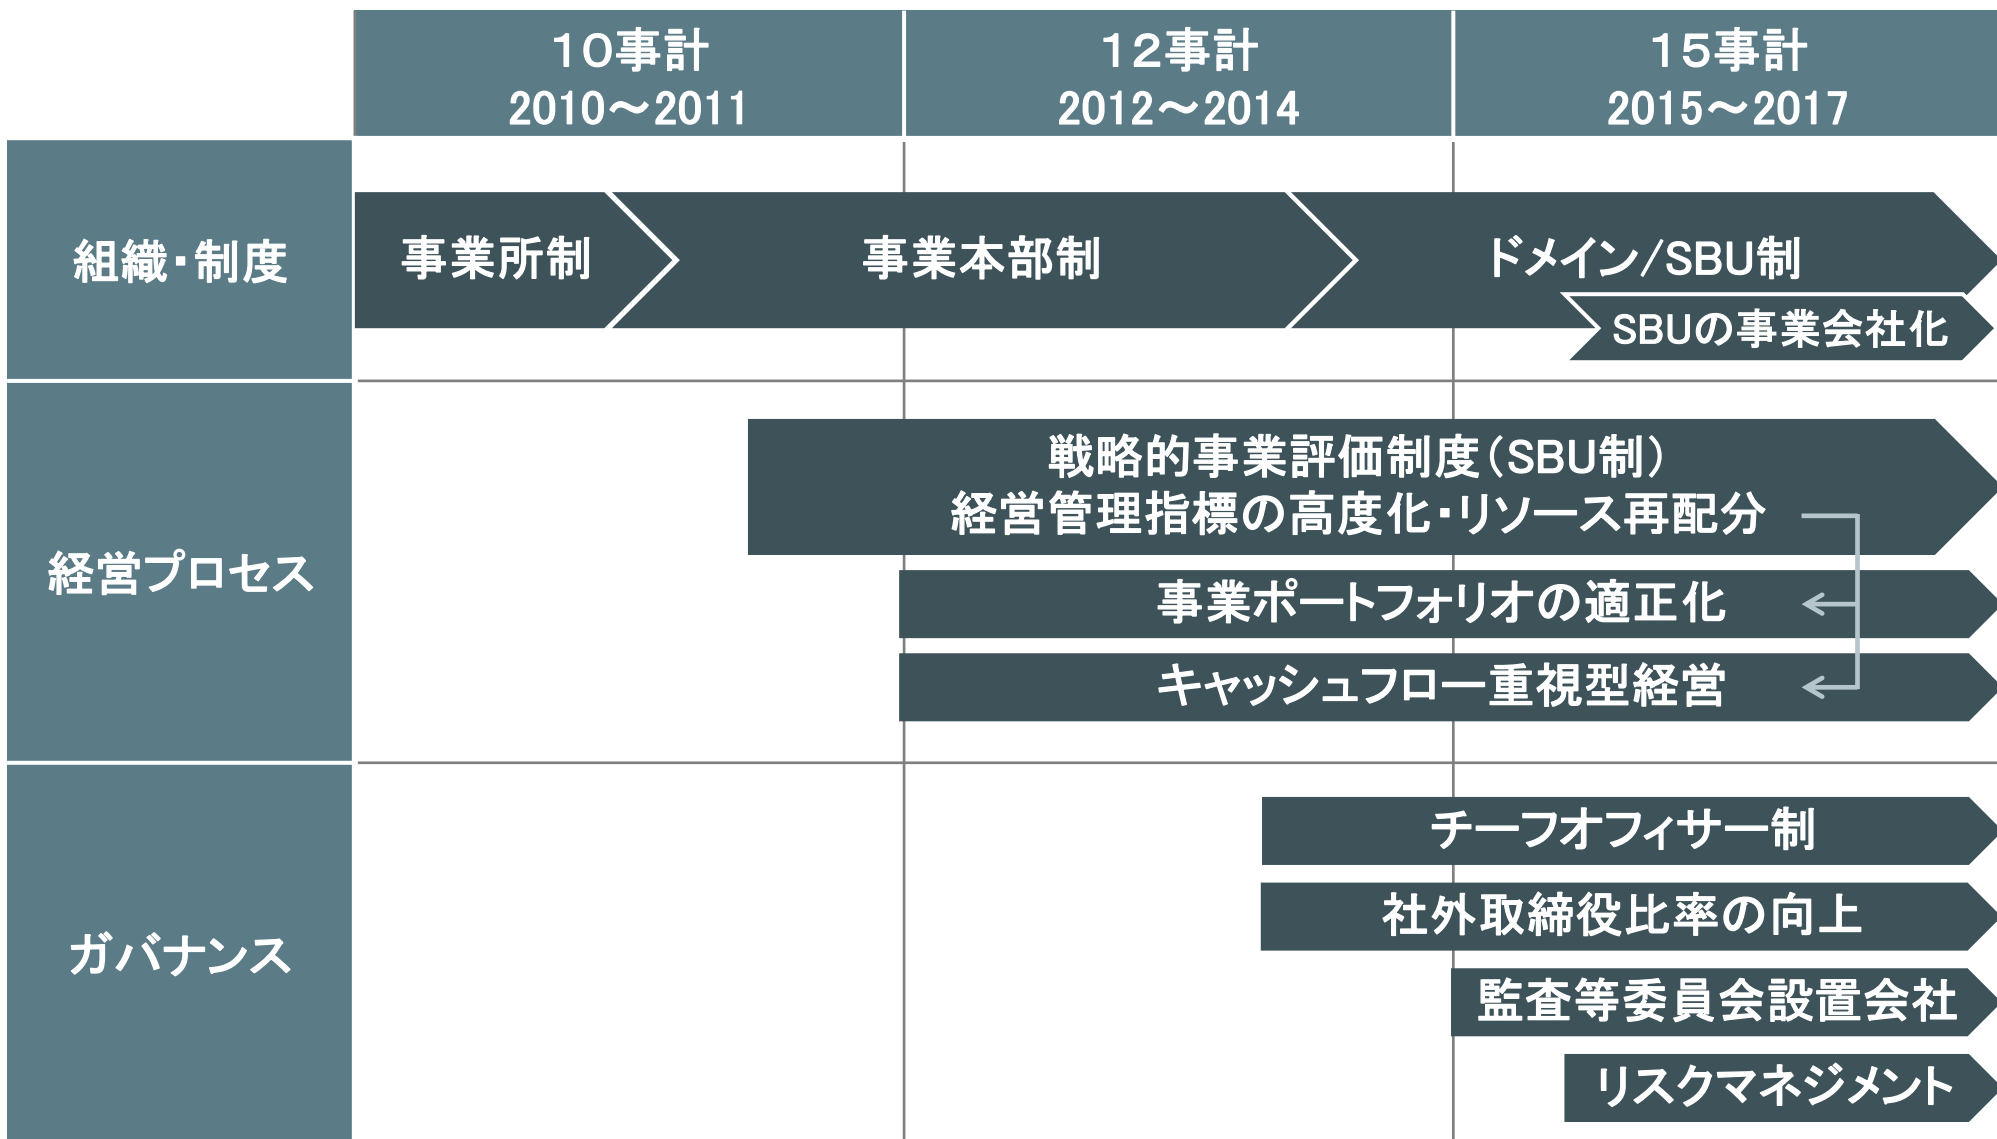 10事計
2010～2011
12事計
2012～2014
15事計
2015～2017
組織・制度
事業所制
事業本部制
ドメイン/SBU制
SBUの事業会社化
経営プロセス
戦略的事業評価制度（SBU制）
経営管理指標の高度化・リソース再配分
事業ポートフォリオの適正化
キャッシュフロー重視型経営
ガバナンス
チーフオフィサー制
社外取締役比率の向上
監査等委員会設置会社
リスクマネジメント